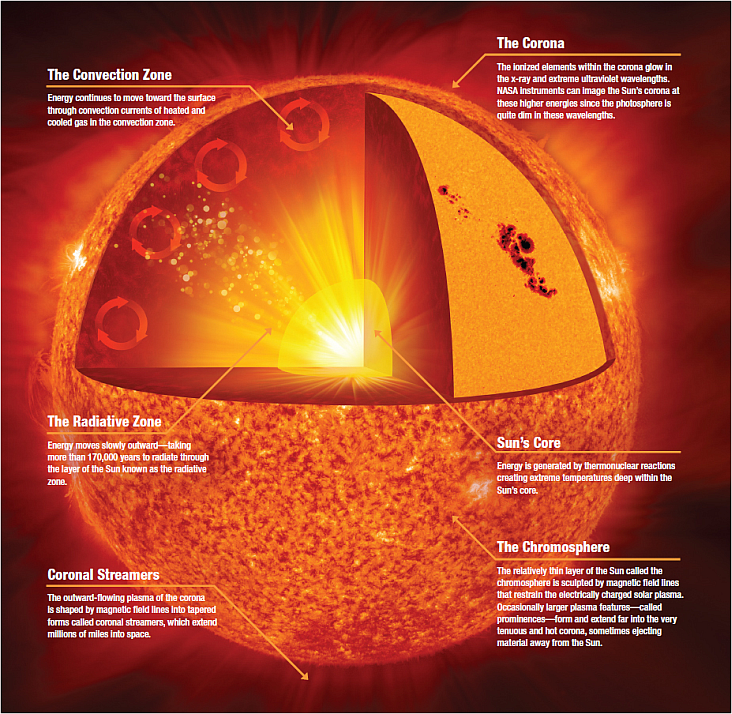 The Convection Zone
Energy continues to move toward the surface
through convection currents of heated and
cooled gas in the convection zone.
The Corona
The ionized elements within the corona glow in
the x-ray and extreme ultraviolet wavelengths.
NASA instruments can image the Sun's corona at
these higher energies since the photosphere is
quite dim in these wavelengths.
The Radiative Zone
Energy moves slowly outward—taking
more than 170,000 years to radiate through
the layer of the Sun known as the radiative
zone.
Sun's Core
Energy is generated by thermonuclear reactions
creating extreme temperatures deep within the
Sun's core.
Coronal Streamers
The outward-flowing plasma of the corona
is shaped by magnetic field lines into tapered
forms called coronal streamers, which extend
millions of miles into space.
The Chromosphere
The relatively thin layer of the Sun called the
chromosphere is sculpted by magnetic field lines
that restrain the electrically charged solar plasma.
Occasionally larger plasma features—called
prominences—form and extend far into the very
tenuous and hot corona, sometimes ejecting
material away from the Sun.